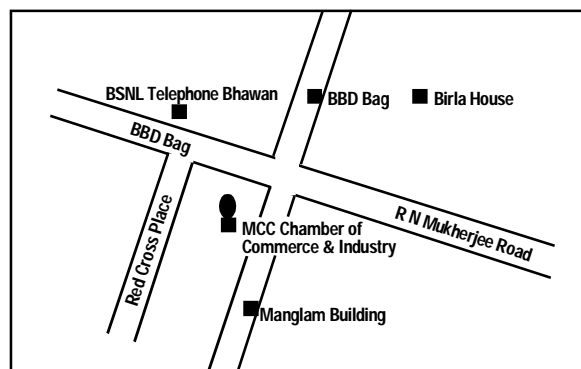 BSNL Telephone Bhawan
BBD Bag
Birla House
BBD Bag
Red Cross Place
MCC Chamber of
Commerce & Industry
R N Mukherjee Road
Manglam Building